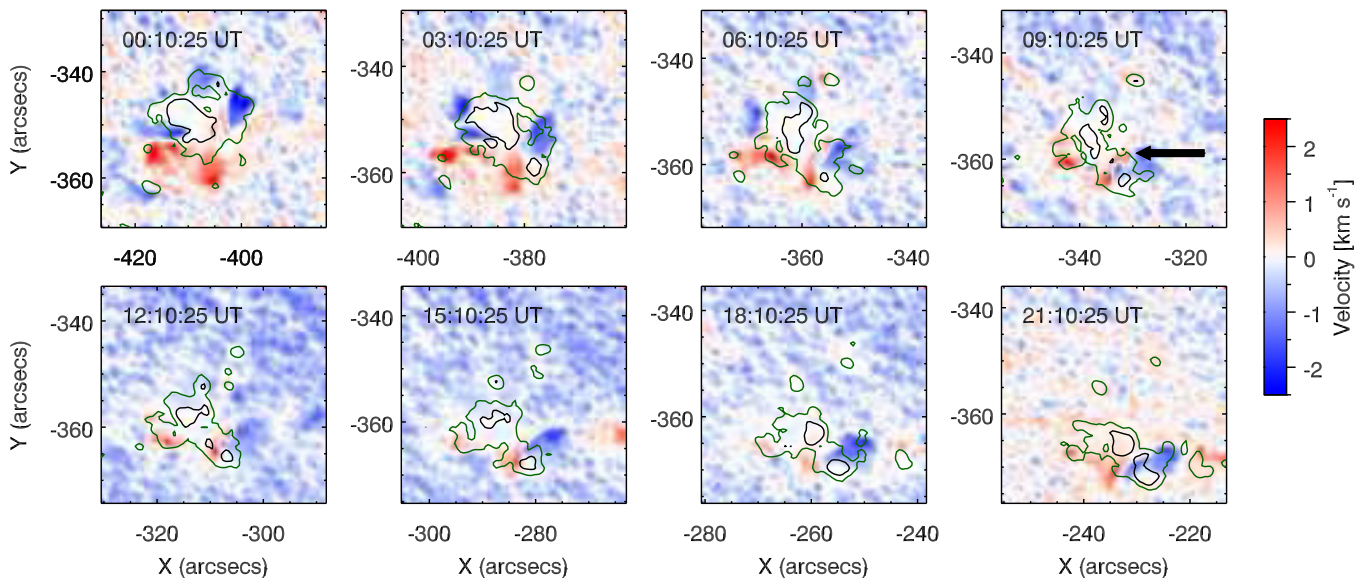 00:10:25 UT 03:10:25 UT 06:10:25 UT 09:10:25 UT
Y (arcsecs)
-340 -340 -340 -340
-360 -360 -360 -360
-420 -400 -400 -380 -360 -340 -340 -320
12:10:25 UT 15:10:25 UT 18:10:25 UT 21:10:25 UT
Y (arcsecs)
-340 -340 -340 -340
-360 -360 -360 -360
-320 -300 -300 -280 -280 -260 -240 -240 -220
X (arcsecs) X (arcsecs) X (arcsecs) X (arcsecs)
2
1
0
-1
-2
Velocity [km s⁻¹]